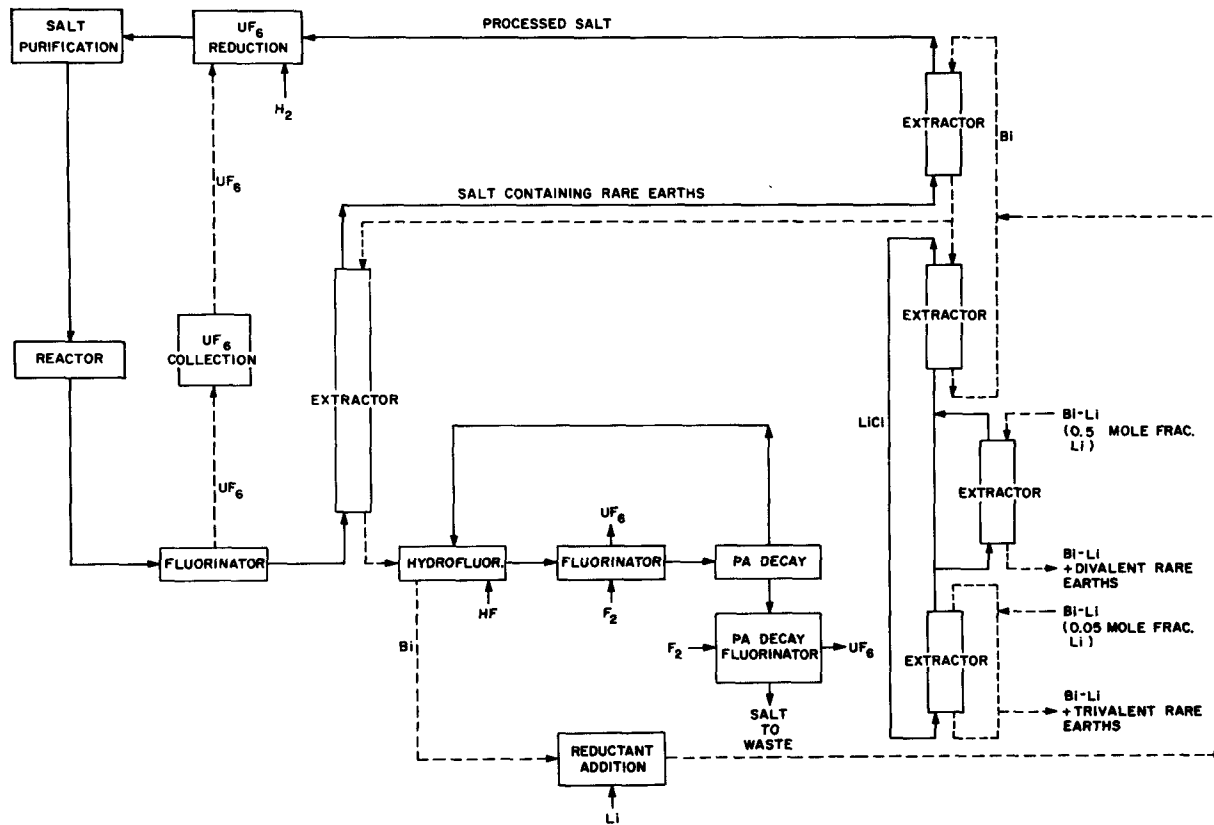 SALT
PURIFICATION
UF6
REDUCTION
PROCESSED SALT
H2
EXTRACTOR
Bi
UF6
SALT CONTAINING RARE EARTHS
REACTOR
UF6
COLLECTION
EXTRACTOR
EXTRACTOR
LiCl
Bi-Li
(0.5 MOLE FRAC.
Li)
EXTRACTOR
UF6
UF6
FLUORINATOR
HYDROFLUOR.
FLUORINATOR
PA DECAY
Bi-Li
+DIVALENT RARE
EARTHS
HF
F2
Bi-Li
(0.05 MOLE FRAC.
Li)
Bi
F2
PA DECAY
FLUORINATOR
UF6
EXTRACTOR
Bi-Li
+TRIVALENT RARE
EARTHS
SALT
TO
WASTE
REDUCTANT
ADDITION
Li